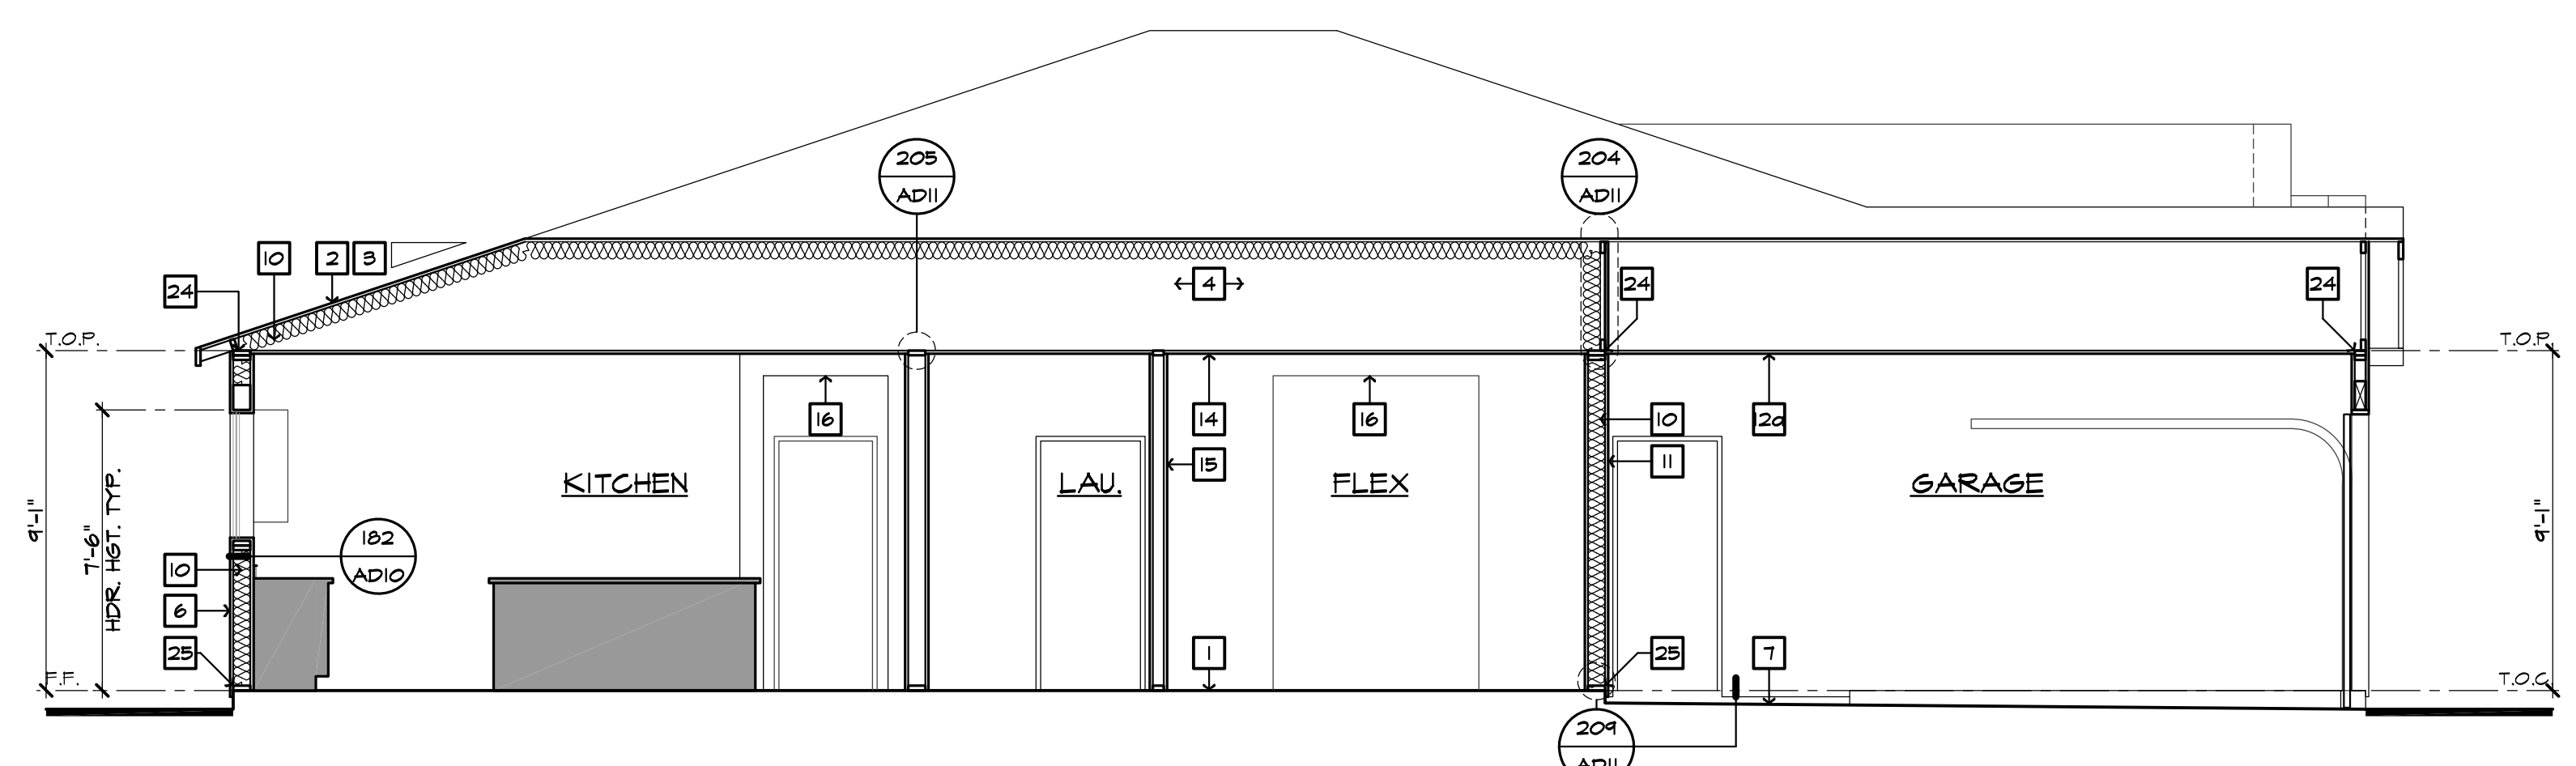 205
AD11
204
AD11
10
2
3
24
4
24
24
T.O.P.
T.O.P.
16
14
16
10
12a
15
11
KITCHEN
LAU.
FLEX
GARAGE
9'-1"
7'-6"
HDR. HGT. TYP.
9'-1"
182
AD10
10
6
25
1
25
7
F.F.
T.O.C.
209
AD11